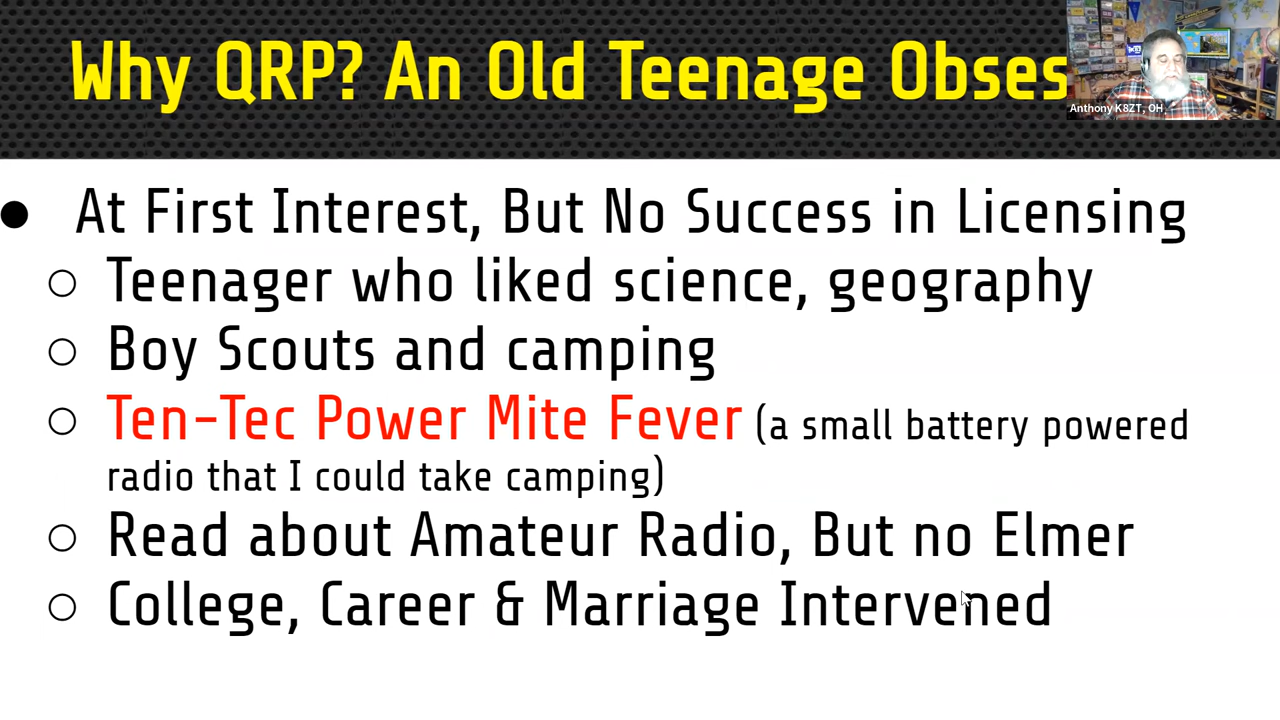 Why QRP? An Old Teenage Obses
Anthony K8ZT, OH,
At First Interest, But No Success in Licensing
Teenager who liked science, geography
Boy Scouts and camping
Ten-Tec Power Mite Fever (a small battery powered
radio that I could take camping)
Read about Amateur Radio, But no Elmer
College, Career & Marriage Intervened